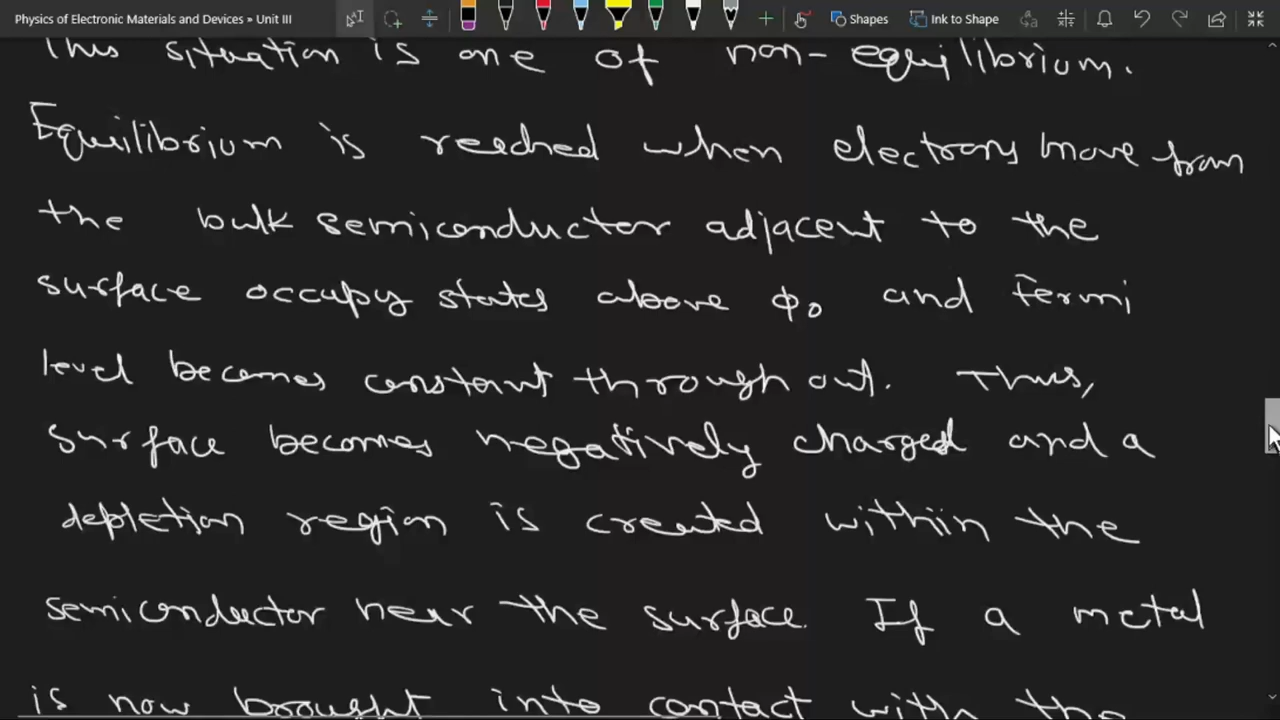 Physics of Electronic Materials and Devices » Unit III
Shapes
Ink to Shape
This situation is one of non-equilibrium.
Equilibrium is reached when electrons move from
the bulk semiconductor adjacent to the
surface occupy states above ϕ₀ and Fermi
level becomes constant throughout. Thus,
surface becomes negatively charged and a
depletion region is created within the
semiconductor near the surface. If a metal
is now brought into contact with the